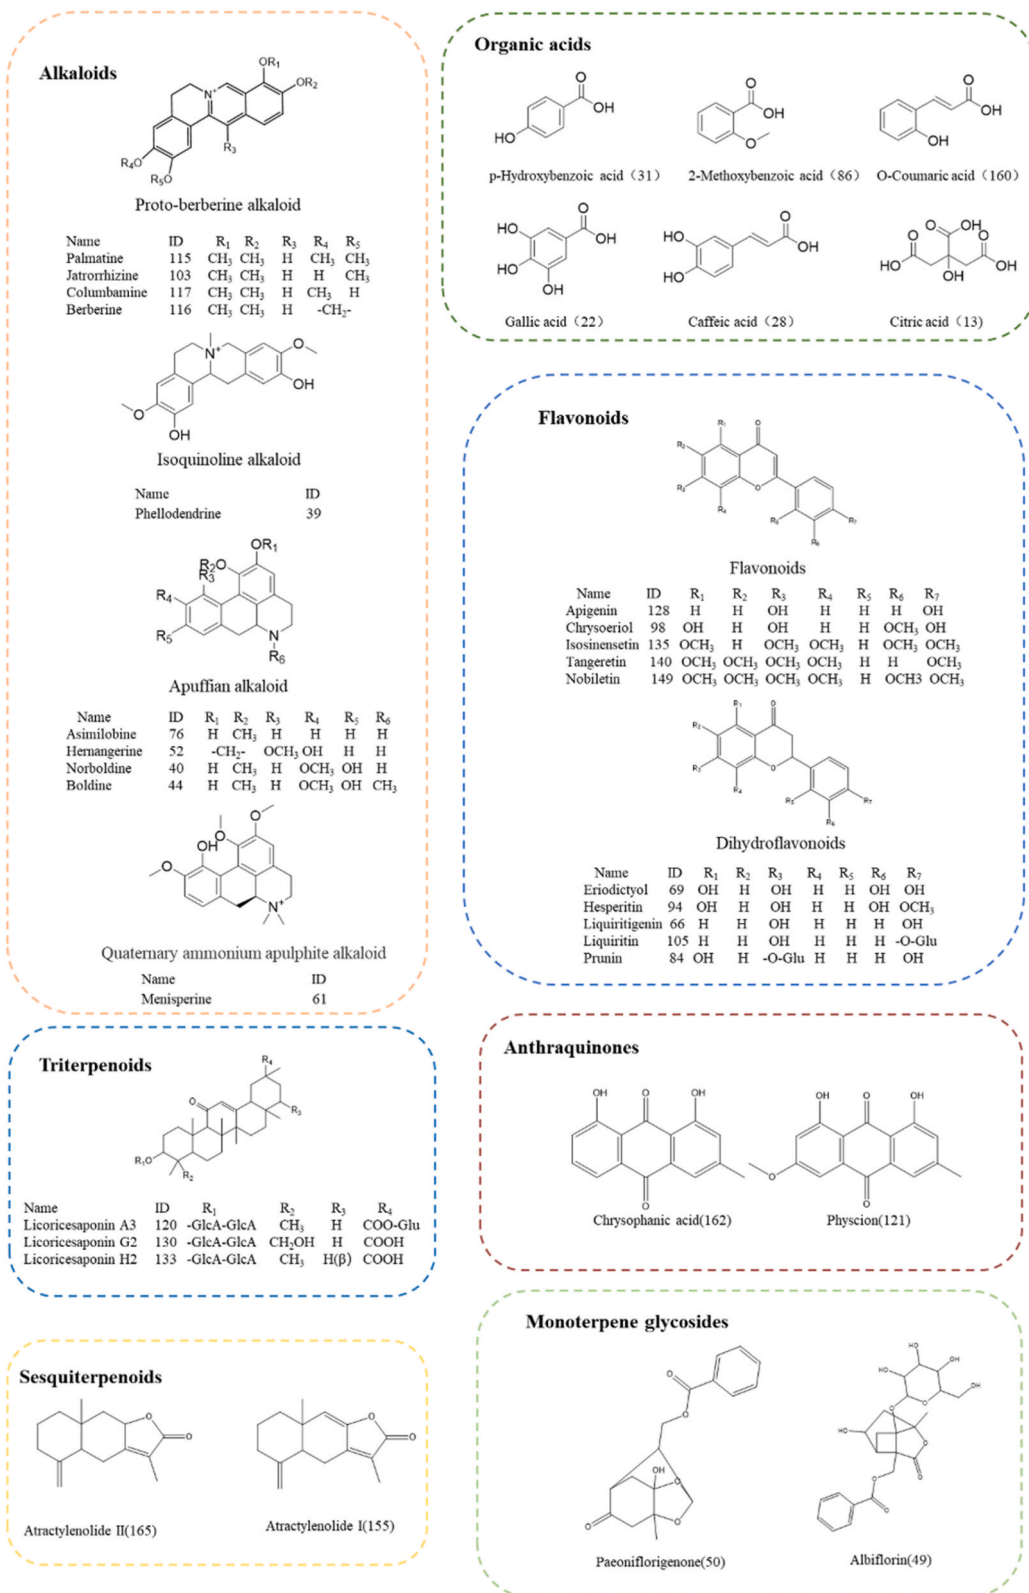 Alkaloids
OR1
OR2
N+
R3
R4O
R5O
Proto-berberine alkaloid
Name ID R1 R2 R3 R4 R5
Palmatine 115 CH3 CH3 H CH3 CH3
Jatrorrhizine 103 CH3 CH3 H H CH3
Columbamine 117 CH3 CH3 H CH3 H
Berberine 116 CH3 CH3 H -CH2-
N+
O
OH
O
OH
Isoquinoline alkaloid
Name ID
Phellodendrine 39
OR1
R2O
R3
R4
R5
N
R6
Apuffian alkaloid
Name ID R1 R2 R3 R4 R5 R6
Asimilobine 76 H CH3 H H H H
Hernangerine 52 -CH2- OCH3 OH H H
Norboldine 40 H CH3 H OCH3 OH H
Boldine 44 H CH3 H OCH3 OH CH3
O
OH O
O
N+
Quaternary ammonium apulphite alkaloid
Name ID
Menisperine 61
Triterpenoids
R4
O
R3
R1O
R2
Name ID R1 R2 R3 R4
Licoricesaponin A3 120 -GlcA-GlcA CH3 H COO-Glu
Licoricesaponin G2 130 -GlcA-GlcA CH2OH H COOH
Licoricesaponin H2 133 -GlcA-GlcA CH3 H(β) COOH
Sesquiterpenoids
O
O
O
O
Atractylenolide II(165)
Atractylenolide I(155)
Organic acids
O
OH
HO
O
OH
O
O
OH
OH
p-Hydroxybenzoic acid（31） 2-Methoxybenzoic acid（86） O-Coumaric acid（160）
HO
O
OH
HO
OH
HO
HO
O
OH
O
OH
O
HO
OH
O
OH
Gallic acid（22） Caffeic acid（28） Citric acid（13)
Flavonoids
R1
O
R2
R3
O
R4
R5
R7
R6
Flavonoids
Name ID R1 R2 R3 R4 R5 R6 R7
Apigenin 128 H H OH H H H OH
Chrysoeriol 98 OH H OH H H OCH3 OH
Isosinensetin 135 OCH3 H OCH3 OCH3 H OCH3 OCH3
Tangeretin 140 OCH3 OCH3 OCH3 OCH3 H H OCH3
Nobiletin 149 OCH3 OCH3 OCH3 OCH3 H OCH3 OCH3
R1
O
R2
R3
O
R4
R5
R7
R6
Dihydroflavonoids
Name ID R1 R2 R3 R4 R5 R6 R7
Eriodictyol 69 OH H OH H H OH OH
Hesperitin 94 OH H OH H H OH OCH3
Liquiritigenin 66 H H OH H H H OH
Liquiritin 105 H H OH H H H -O-Glu
Prunin 84 OH H -O-Glu H H H OH
Anthraquinones
OH O OH
O
OH O OH
O
O
Chrysophanic acid(162) Physcion(121)
Monoterpene glycosides
O
O
OH
O
O
O
Paeoniflorigenone(50)
HO
OH
HO
O
OH
O
HO
O
O
O
O
Albiflorin(49)